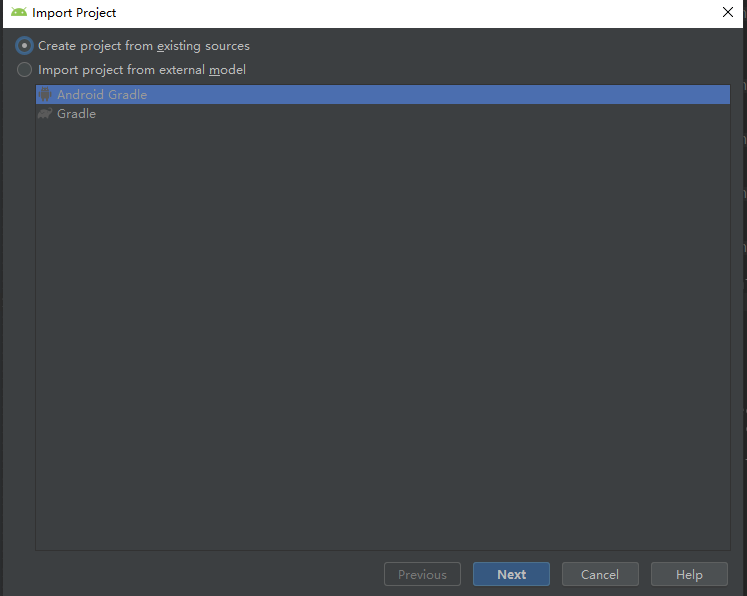 Import Project
Create project from existing sources
Import project from external model
Android Gradle
Gradle
Previous
Next
Cancel
Help